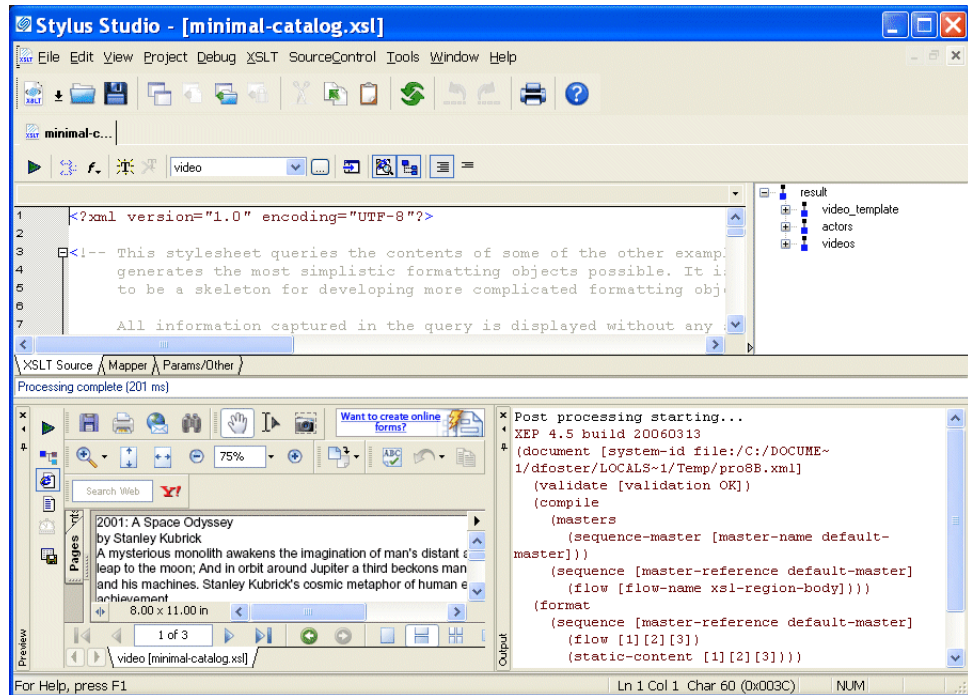 Stylus Studio - [minimal-catalog.xsl]
File Edit View Project Debug XSLT SourceControl Tools Window Help
minimal-c...
video
1 <?xml version="1.0" encoding="UTF-8"?>
2
3 <!-- This stylesheet queries the contents of some of the other exampl
4 generates the most simplistic formatting objects possible. It i
5 to be a skeleton for developing more complicated formatting obj
6
7 All information captured in the query is displayed without any
result
video_template
actors
videos
XSLT Source Mapper Params/Other
Processing complete (201 ms)
Want to create online forms?
75%
Search Web Y!
Pages
2001: A Space Odyssey
by Stanley Kubrick
A mysterious monolith awakens the imagination of man's distant
leap to the moon; And in orbit around Jupiter a third beckons man
and his machines. Stanley Kubrick's cosmic metaphor of human
achievement
8.00 x 11.00 in
1 of 3
video [minimal-catalog.xsl]
Preview
Output
Post processing starting...
XEP 4.5 build 20060313
(document [system-id file:/C:/DOCUME~
1/dfoster/LOCALS~1/Temp/pro8B.xml]
(validate [validation OK])
(compile
(masters
(sequence-master [master-name default-
master]))
(sequence [master-reference default-master]
(flow [flow-name xsl-region-body])))
(format
(sequence [master-reference default-master]
(flow [1][2][3])
(static-content [1][2][3])))
For Help, press F1
Ln 1 Col 1 Char 60 (0x003C) NUM